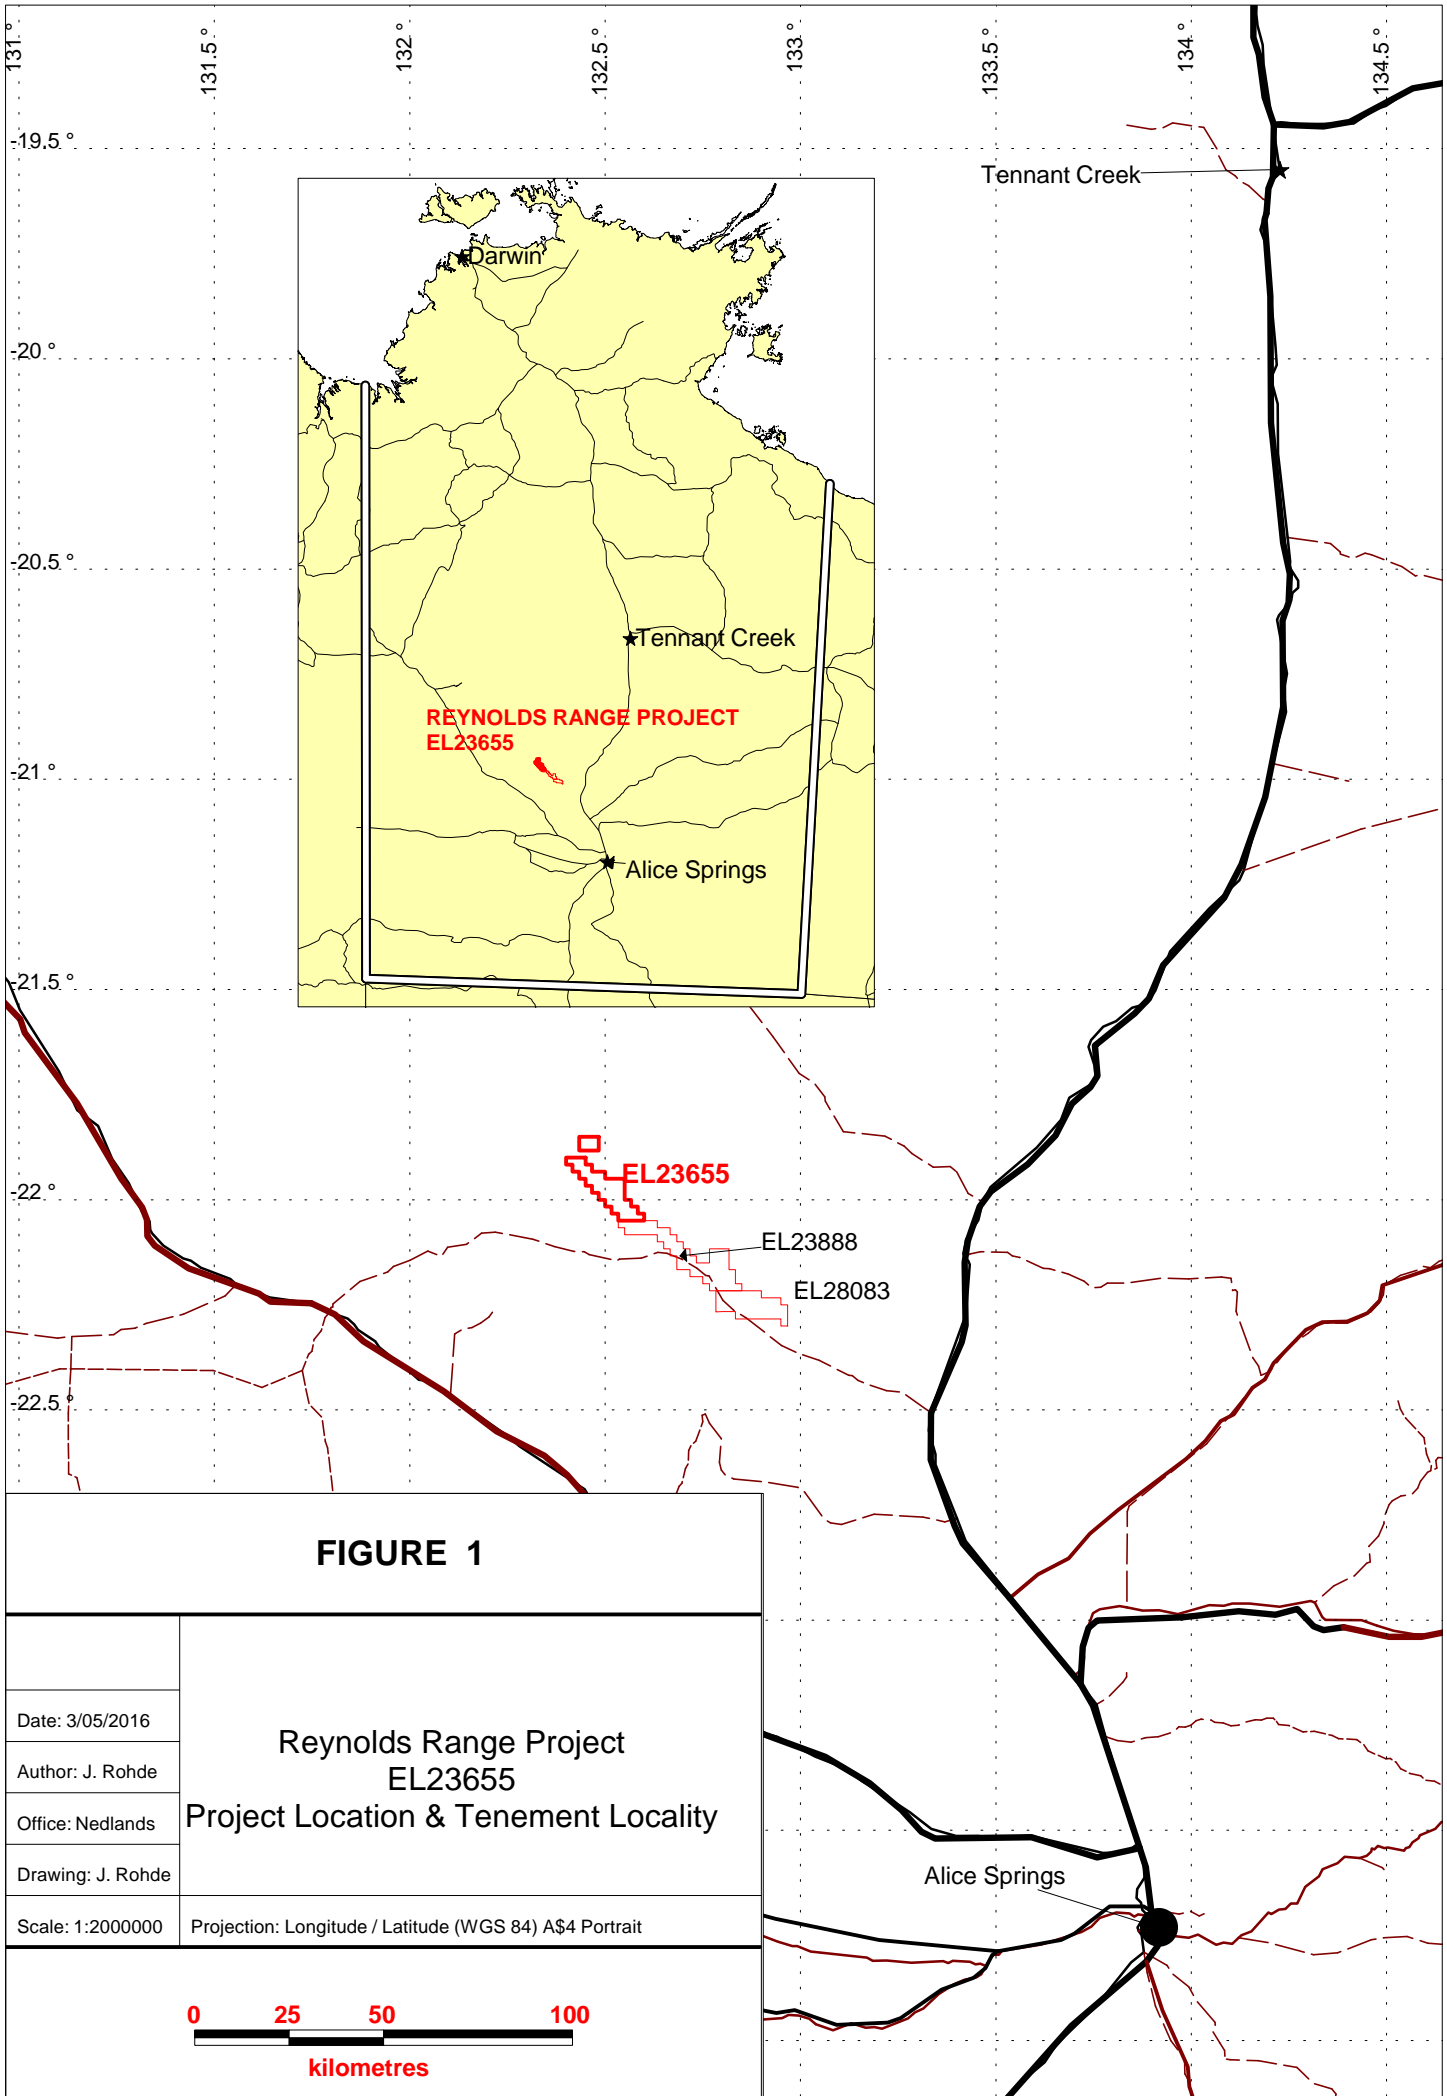 131 °
131.5 °
132 °
132.5 °
133 °
133.5 °
134 °
134.5 °
-19.5 °
Tennant Creek
Darwin
-20 °
-20.5 °
Tennant Creek
REYNOLDS RANGE PROJECT
EL23655
-21 °
Alice Springs
-21.5 °
EL23655
-22 °
EL23888
EL28083
-22.5 °
FIGURE 1
Date: 3/05/2016
Author: J. Rohde
Office: Nedlands
Drawing: J. Rohde
Scale: 1:2000000
Reynolds Range Project
EL23655
Project Location & Tenement Locality
Projection: Longitude / Latitude (WGS 84) A$4 Portrait
Alice Springs
0 25 50 100
kilometres